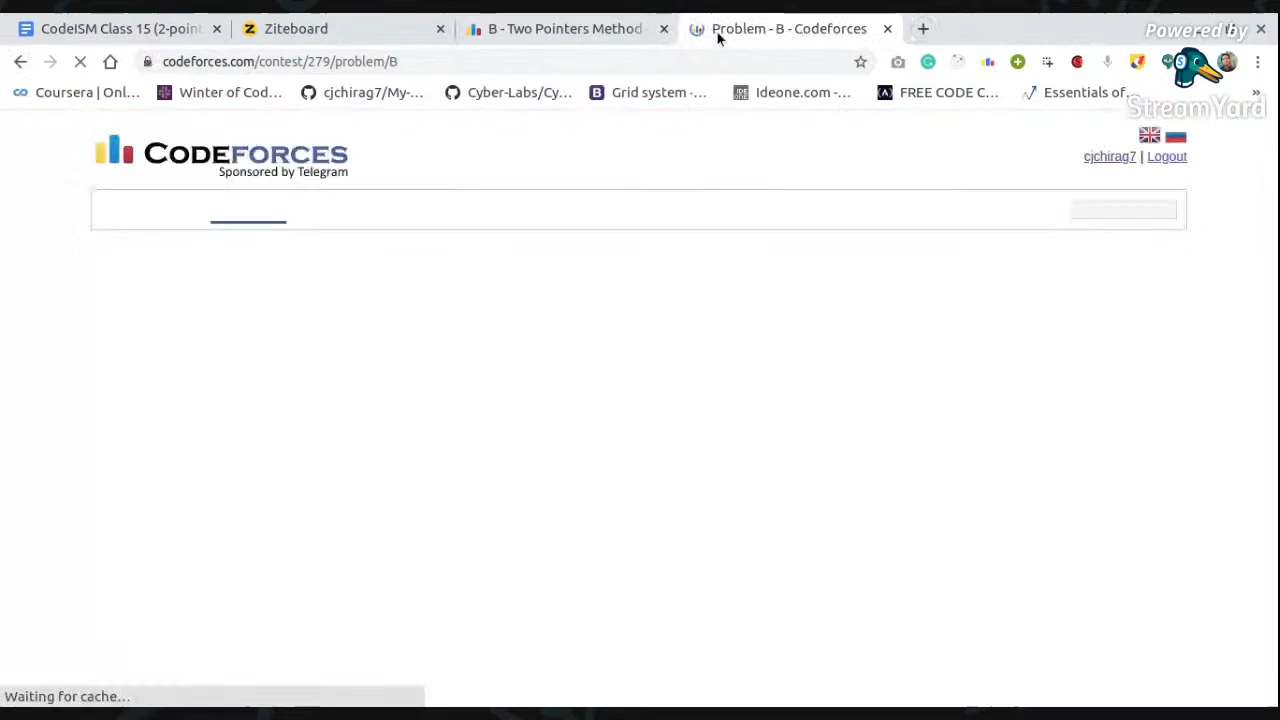 CodeISM Class 15 (2-point
Ziteboard
B - Two Pointers Method
Problem - B - Codeforces
Powered by
codeforces.com/contest/279/problem/B
Coursera | Onl...
Winter of Cod...
cjchirag7/My-...
Cyber-Labs/Cy...
Grid system -...
Ideone.com -...
FREE CODE C...
Essentials of...
StreamYard
CODEFORCES
Sponsored by Telegram
cjchirag7 | Logout
Waiting for cache...